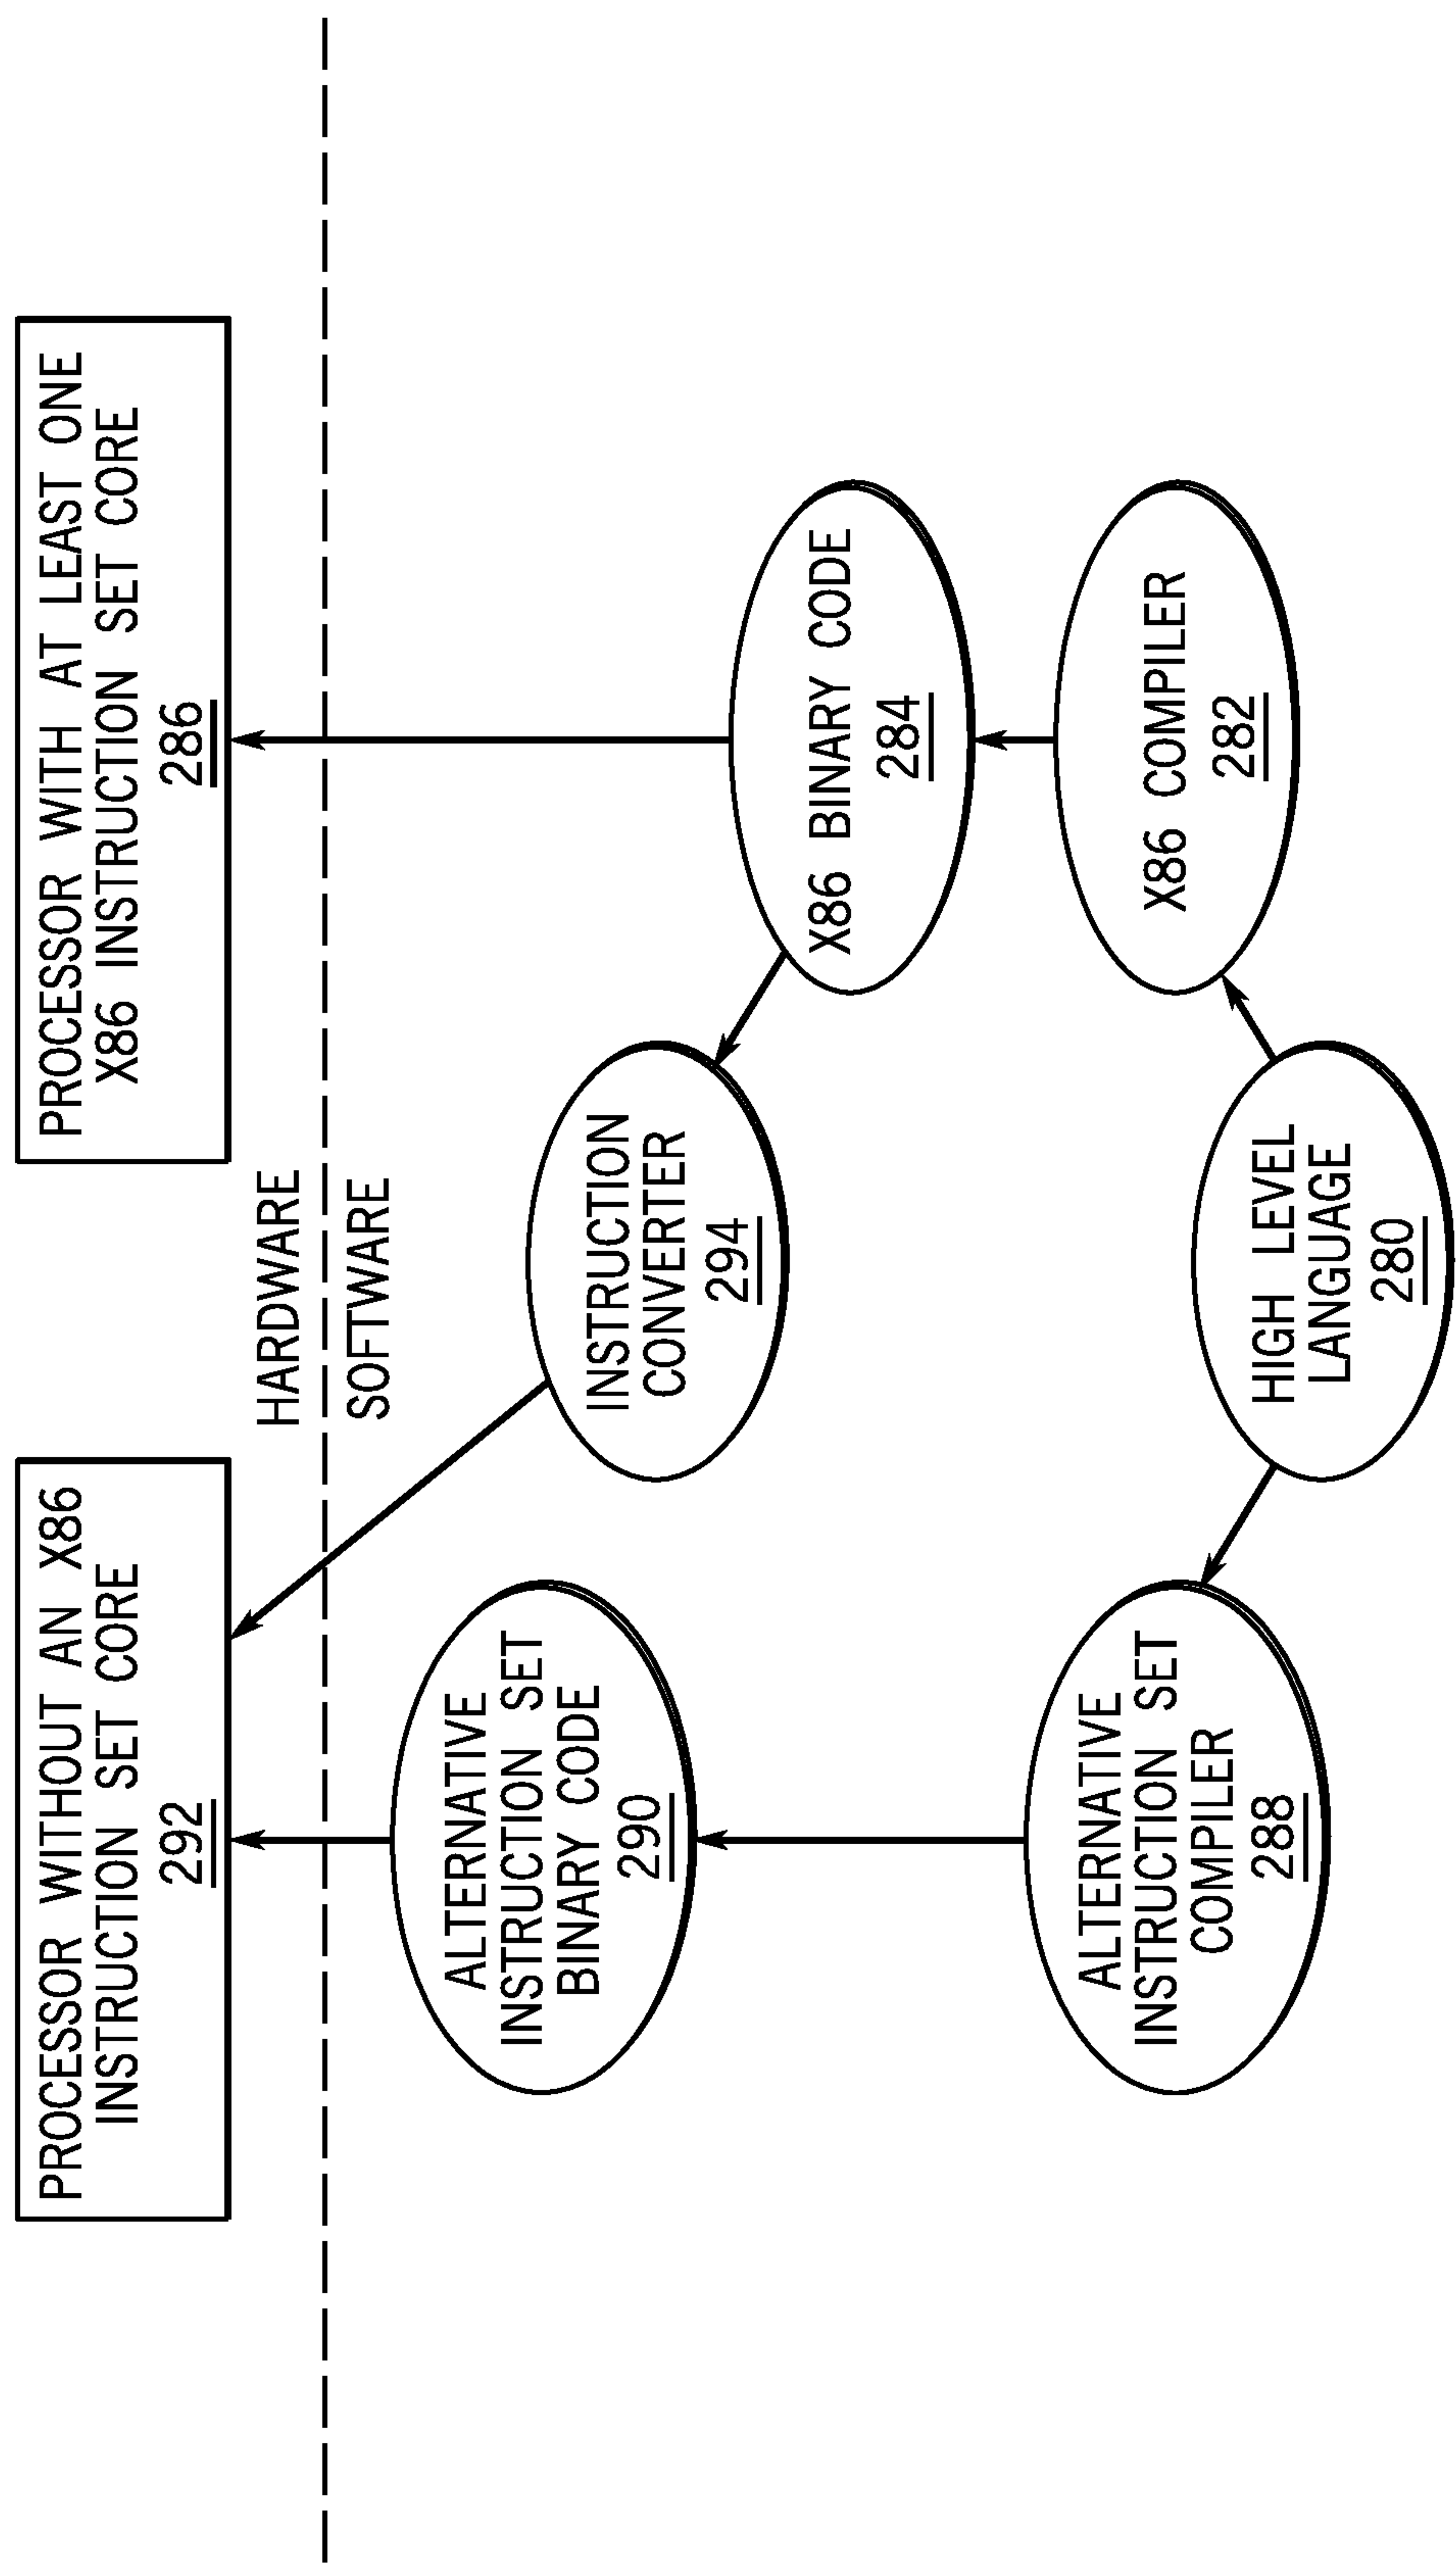 PROCESSOR WITHOUT AN X86
INSTRUCTION SET CORE
292
PROCESSOR WITH AT LEAST ONE
X86 INSTRUCTION SET CORE
286
HARDWARE
SOFTWARE
ALTERNATIVE
INSTRUCTION SET
BINARY CODE
290
INSTRUCTION
CONVERTER
294
X86 BINARY CODE
284
ALTERNATIVE
INSTRUCTION SET
COMPILER
288
X86 COMPILER
282
HIGH LEVEL
LANGUAGE
280